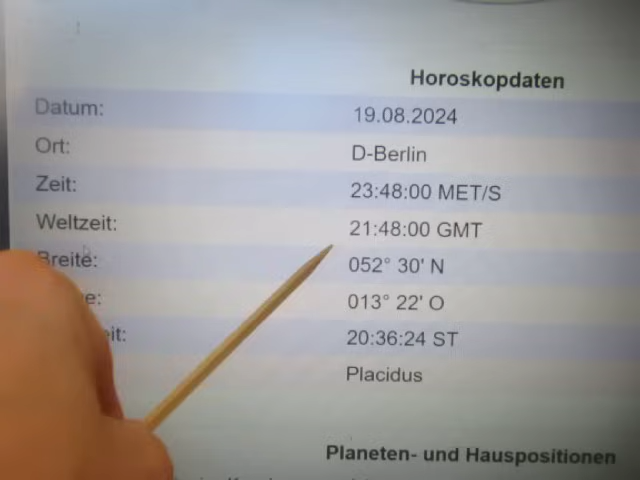 Horoskopdaten
Datum: 19.08.2024
Ort: D-Berlin
Zeit: 23:48:00 MET/S
Weltzeit: 21:48:00 GMT
Breite: 052° 30' N
e: 013° 22' O
eit: 20:36:24 ST
Placidus
Planeten- und Hauspositionen